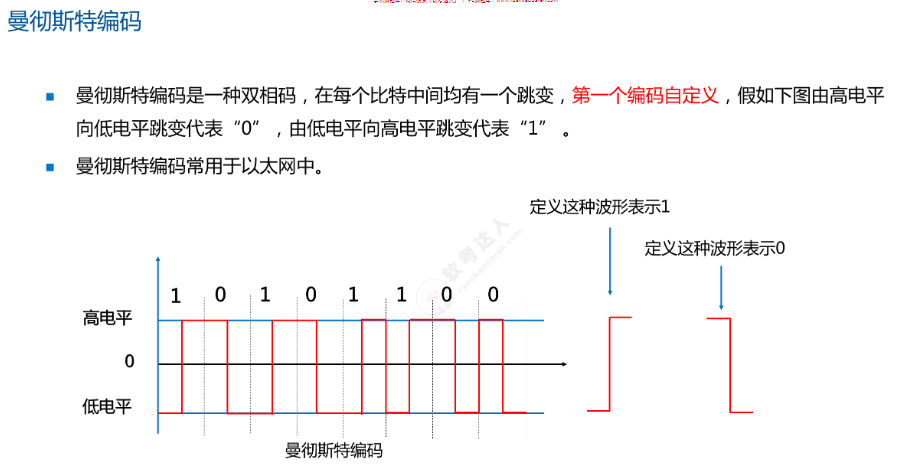 曼彻斯特编码
曼彻斯特编码是一种双相码，在每个比特中间均有一个跳变，第一个编码自定义，假如下图由高电平
向低电平跳变代表“0”，由低电平向高电平跳变代表“1”。
曼彻斯特编码常用于以太网中。
定义这种波形表示1
定义这种波形表示0
软考达人
1 0 1 0 1 1 0 0
高电平
0
低电平
曼彻斯特编码